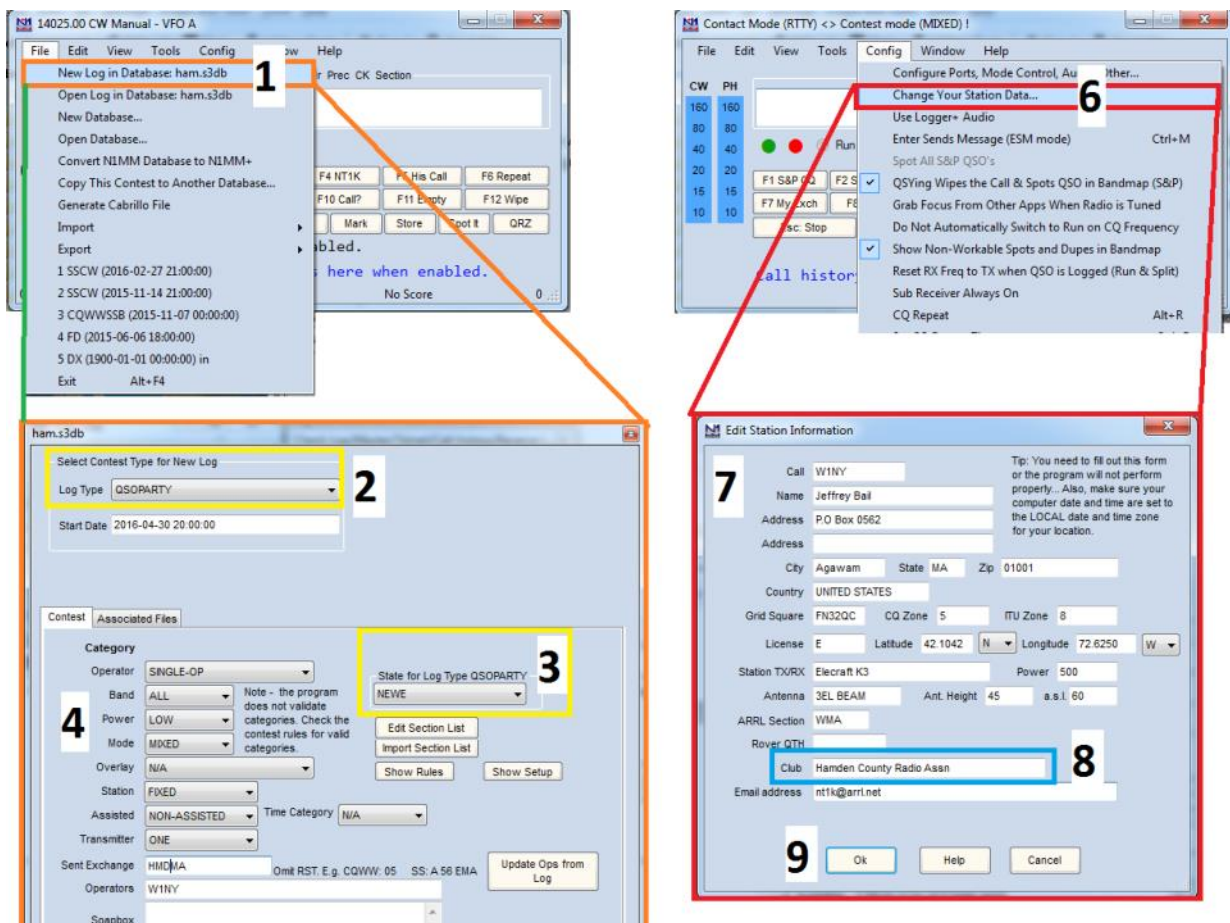 14025.00 CW Manual - VFO A
File Edit View Tools Config Help
New Log in Database: ham.s3db
1
Prec CK Section
Open Log in Database: ham.s3db
New Database...
Open Database...
Convert N1MM Database to N1MM+
Copy This Contest to Another Database...
Generate Cabrillo File
Import
Export
1 SSCW (2016-02-27 21:00:00)
2 SSCW (2015-11-14 21:00:00)
3 CQWWSSB (2015-11-07 00:00:00)
4 FD (2015-06-06 18:00:00)
5 DX (1900-01-01 00:00:00) in
Exit Alt+F4
F4 NT1K His Call F6 Repeat
F10 Call? F11 Empty F12 Wipe
Mark Store Spot It QRZ
here when enabled.
No Score 0
Contact Mode (RTTY) <> Contest mode (MIXED) !
File Edit View Tools Config Window Help
CW PH
160 160
80 80
40 40
20 20
15 15
10 10
Run
F1 S&P CQ
F7 My Exch
Esc: Stop
Call
Configure Ports, Mode Control, Other...
Change Your Station Data...
6
Use Logger+ Audio
Enter Sends Message (ESM mode) Ctrl+M
Spot All S&P QSO's
QSYing Wipes the Call & Spots QSO in Bandmap (S&P)
Grab Focus From Other Apps When Radio is Tuned
Do Not Automatically Switch to Run on CQ Frequency
Show Non-Workable Spots and Dupes in Bandmap
Reset RX Freq to TX when QSO is Logged (Run & Split)
Sub Receiver Always On
CQ Repeat Alt+R
ham.s3db
Select Contest Type for New Log
Log Type QSOPARTY
2
Start Date 2016-04-30 20:00:00
Contest Associated Files
Category
Operator SINGLE-OP
Band ALL
Power LOW
Mode MIXED
4
Note - the program
does not validate
categories. Check the
contest rules for valid
categories.
State for Log Type QSOPARTY
NEWE
3
Edit Section List
Import Section List
Show Rules Show Setup
Overlay N/A
Station FIXED
Assisted NON-ASSISTED Time Category N/A
Transmitter ONE
Sent Exchange HMDMA Omit RST. E.g. CQWW: 05 SS: A 56 EMA
Update Ops from
Log
Operators W1NY
Soapbox
Edit Station Information
7
Call W1NY
Name Jeffrey Bail
Address P.O Box 0562
Address
Tip: You need to fill out this form
or the program will not perform
properly... Also, make sure your
computer date and time are set to
the LOCAL date and time zone
for your location.
City Agawam State MA Zip 01001
Country UNITED STATES
Grid Square FN32QC CQ Zone 5 ITU Zone 8
License E Latitude 42.1042 N Longitude 72.6250 W
Station TX/RX Elecraft K3 Power 500
Antenna 3EL BEAM Ant. Height 45 a.s.l. 60
ARRL Section WMA
Rover QTH
Club Hamden County Radio Assn
8
Email address nt1k@arrl.net
9
Ok Help Cancel